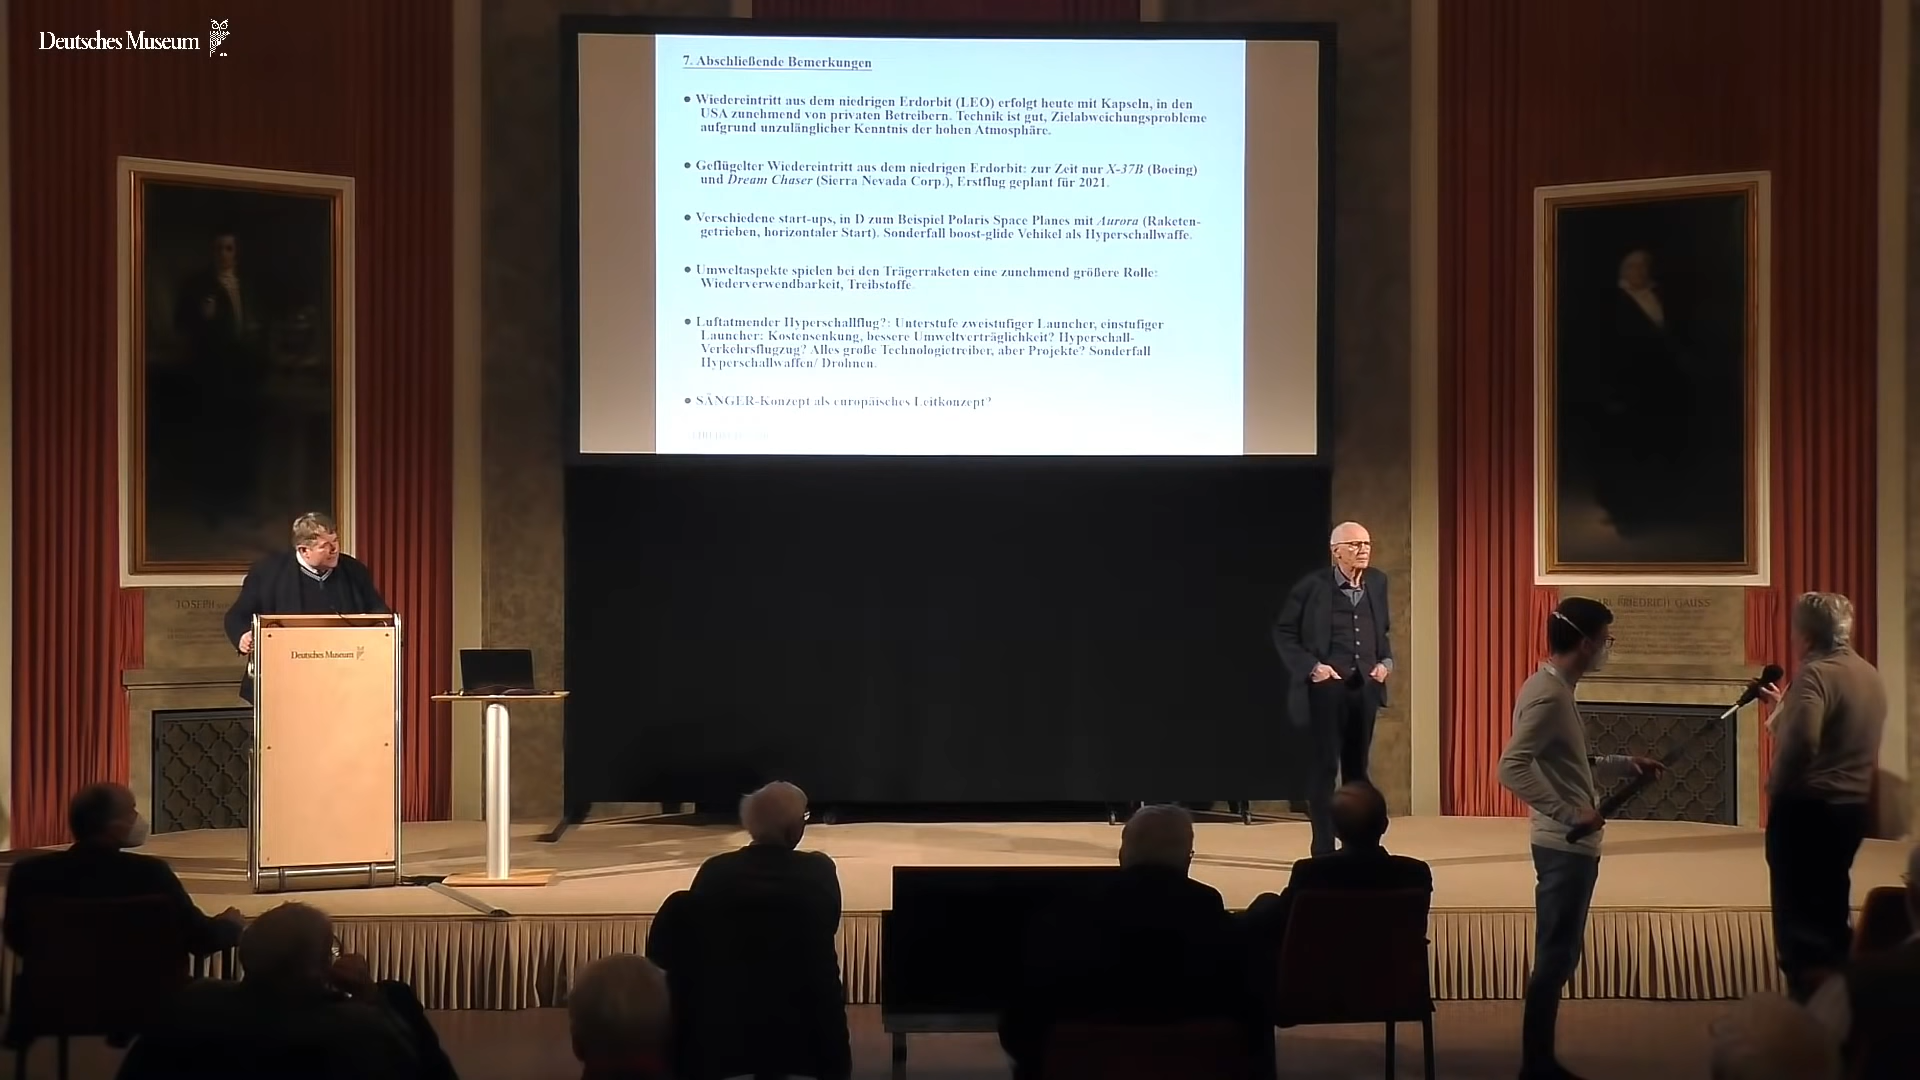 Deutsches Museum
7. Abschließende Bemerkungen
● Wiedereintritt aus dem niedrigen Erdorbit (LEO) erfolgt heute mit Kapseln, in den
USA zunehmend von privaten Betreibern. Technik ist gut, Zielabweichungsprobleme
aufgrund unzulänglicher Kenntnis der hohen Atmosphäre.
● Geflügelter Wiedereintritt aus dem niedrigen Erdorbit: zur Zeit nur X-37B (Boeing)
und Dream Chaser (Sierra Nevada Corp.), Erstflug geplant für 2021.
● Verschiedene start-ups, in D zum Beispiel Polaris Space Planes mit Aurora (Raketen-
getrieben, horizontaler Start). Sonderfall boost-glide Vehikel als Hyperschallwaffe.
● Umweltaspekte spielen bei den Trägerraketen eine zunehmend größere Rolle:
Wiederverwendbarkeit, Treibstoffe.
● Luftatmender Hyperschallflug?: Unterstufe zweistufiger Launcher, einstufiger
Launcher: Kostensenkung, bessere Umweltverträglichkeit? Hyperschall-
Verkehrsflugzug? Alles große Technologietreiber, aber Projekte? Sonderfall
Hyperschallwaffen/ Drohnen.
● SÄNGER-Konzept als europäisches Leitkonzept?
JOSEPH
FRIEDRICH GAUSS
Deutsches Museum